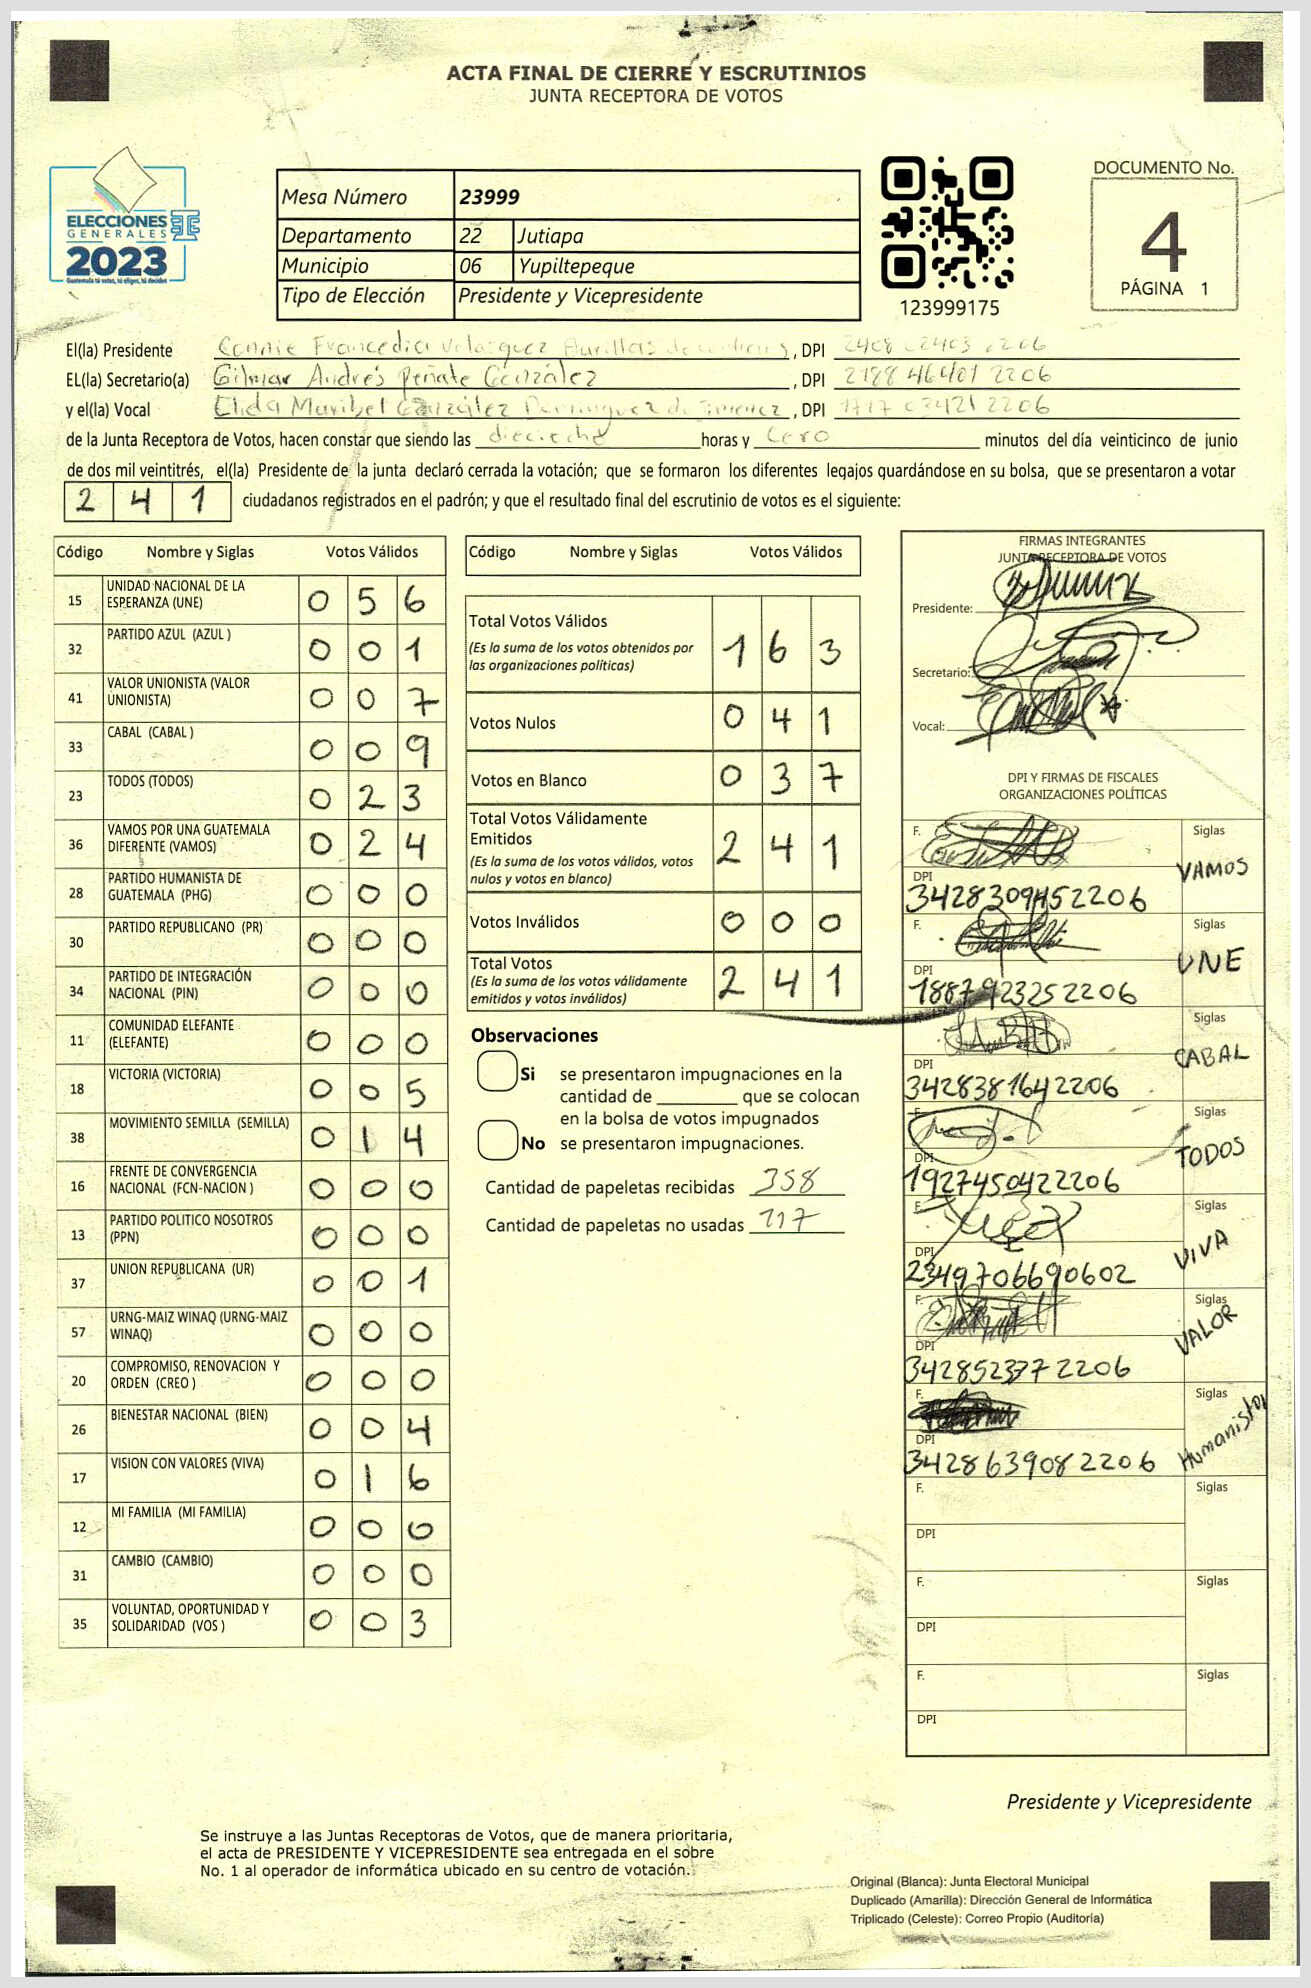 ACTA FINAL DE CIERRE Y ESCRUTINIOS
JUNTA RECEPTORA DE VOTOS
ELECCIONES
GENERALES
2023
Guatemala tú votas, tú eliges, tú decides
Mesa Número 23999
Departamento 22 Jutiapa
Municipio 06 Yupiltepeque
Tipo de Elección Presidente y Vicepresidente
123999175
DOCUMENTO No.
4
PÁGINA 1
El(la) Presidente Connie , DPI
EL(la) Secretario(a) Gilmar Andrés Peñate González , DPI 2188 46401 2206
y el(la) Vocal Elida Maribel González Dominguez de Jimenez , DPI 2206
de la Junta Receptora de Votos, hacen constar que siendo las dieciocho horas y cero minutos del día veinticinco de junio
de dos mil veintitrés, el(la) Presidente de la junta declaró cerrada la votación; que se formaron los diferentes legajos guardándose en su bolsa, que se presentaron a votar
241 ciudadanos registrados en el padrón; y que el resultado final del escrutinio de votos es el siguiente:
Código Nombre y Siglas Votos Válidos
15 UNIDAD NACIONAL DE LA ESPERANZA (UNE) 0 5 6
32 PARTIDO AZUL (AZUL ) 0 0 1
41 VALOR UNIONISTA (VALOR UNIONISTA) 0 0 7
33 CABAL (CABAL ) 0 0 9
23 TODOS (TODOS) 0 2 3
36 VAMOS POR UNA GUATEMALA DIFERENTE (VAMOS) 0 2 4
28 PARTIDO HUMANISTA DE GUATEMALA (PHG) 0 0 0
30 PARTIDO REPUBLICANO (PR) 0 0 0
34 PARTIDO DE INTEGRACIÓN NACIONAL (PIN) 0 0 0
11 COMUNIDAD ELEFANTE (ELEFANTE) 0 0 0
18 VICTORIA (VICTORIA) 0 0 5
38 MOVIMIENTO SEMILLA (SEMILLA) 0 1 4
16 FRENTE DE CONVERGENCIA NACIONAL (FCN-NACION ) 0 0 0
13 PARTIDO POLITICO NOSOTROS (PPN) 0 0 0
37 UNION REPUBLICANA (UR) 0 0 1
57 URNG-MAIZ WINAQ (URNG-MAIZ WINAQ) 0 0 0
20 COMPROMISO, RENOVACION Y ORDEN (CREO ) 0 0 0
26 BIENESTAR NACIONAL (BIEN) 0 0 4
17 VISION CON VALORES (VIVA) 0 1 6
12 MI FAMILIA (MI FAMILIA) 0 0 0
31 CAMBIO (CAMBIO) 0 0 0
35 VOLUNTAD, OPORTUNIDAD Y SOLIDARIDAD (VOS ) 0 0 3
Código Nombre y Siglas Votos Válidos
Total Votos Válidos 1 6 3
(Es la suma de los votos obtenidos por
las organizaciones políticas)
Votos Nulos 0 4 1
Votos en Blanco 0 3 7
Total Votos Válidamente
Emitidos 2 4 1
(Es la suma de los votos válidos, votos
nulos y votos en blanco)
Votos Inválidos 0 0 0
Total Votos 2 4 1
(Es la suma de los votos válidamente
emitidos y votos inválidos)
Observaciones
Si se presentaron impugnaciones en la
cantidad de ________ que se colocan
en la bolsa de votos impugnados
No se presentaron impugnaciones.
Cantidad de papeletas recibidas 358
Cantidad de papeletas no usadas 117
FIRMAS INTEGRANTES
JUNTA RECEPTORA DE VOTOS
Presidente:
Secretario:
Vocal:
DPI Y FIRMAS DE FISCALES
ORGANIZACIONES POLÍTICAS
F. Siglas VAMOS
DPI
F. Siglas UNE
DPI 1887923252206
F. Siglas CABAL
DPI 3428381642206
F. Siglas TODOS
DPI 1927450422206
F. Siglas VIVA
DPI 2349706690602
F. Siglas VALOR
DPI
F. Siglas Humanista
DPI 3428639082206
F. Siglas
DPI
F. Siglas
DPI
F. Siglas
DPI
Presidente y Vicepresidente
Se instruye a las Juntas Receptoras de Votos, que de manera prioritaria,
el acta de PRESIDENTE Y VICEPRESIDENTE sea entregada en el sobre
No. 1 al operador de informática ubicado en su centro de votación.
Original (Blanca): Junta Electoral Municipal
Duplicado (Amarilla): Dirección General de Informática
Triplicado (Celeste): Correo Propio (Auditoría)